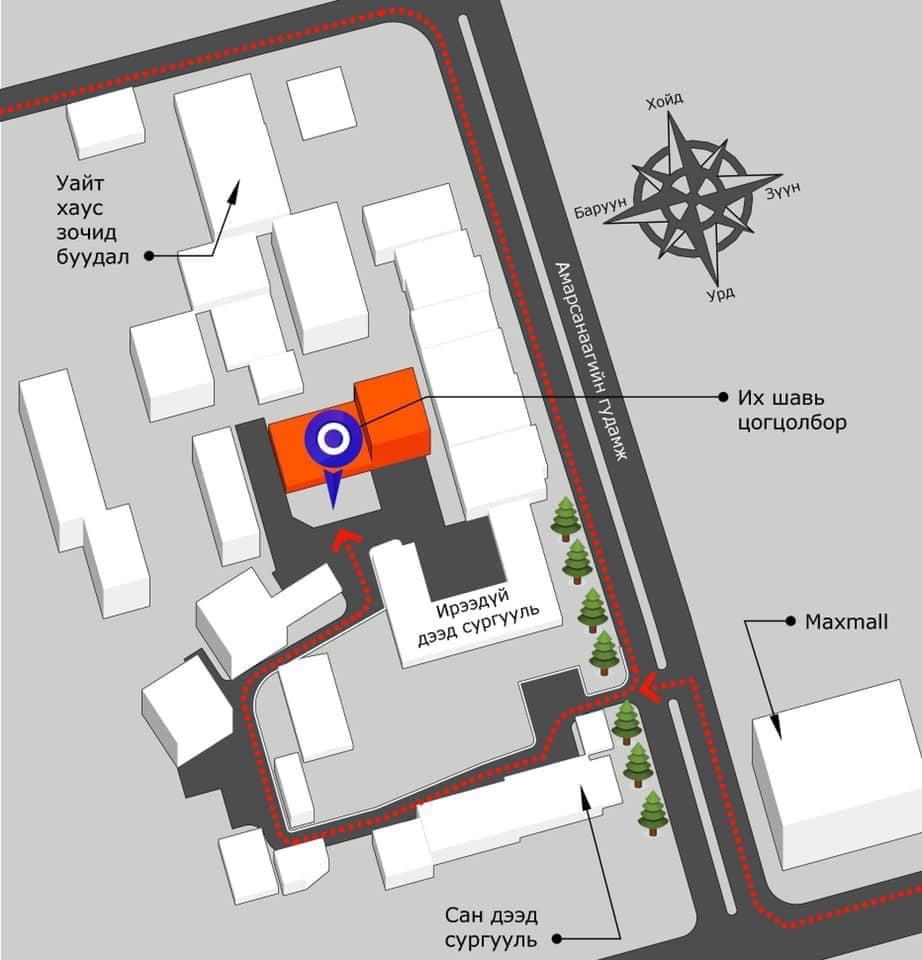 Хойд
Баруун
Зүүн
Урд
Уайт
хаус
зочид
буудал
Амарсанаагийн гудамж
Их шавь
цогцолбор
Ирээдүй
дээд сургууль
Maxmall
Сан дээд
сургууль